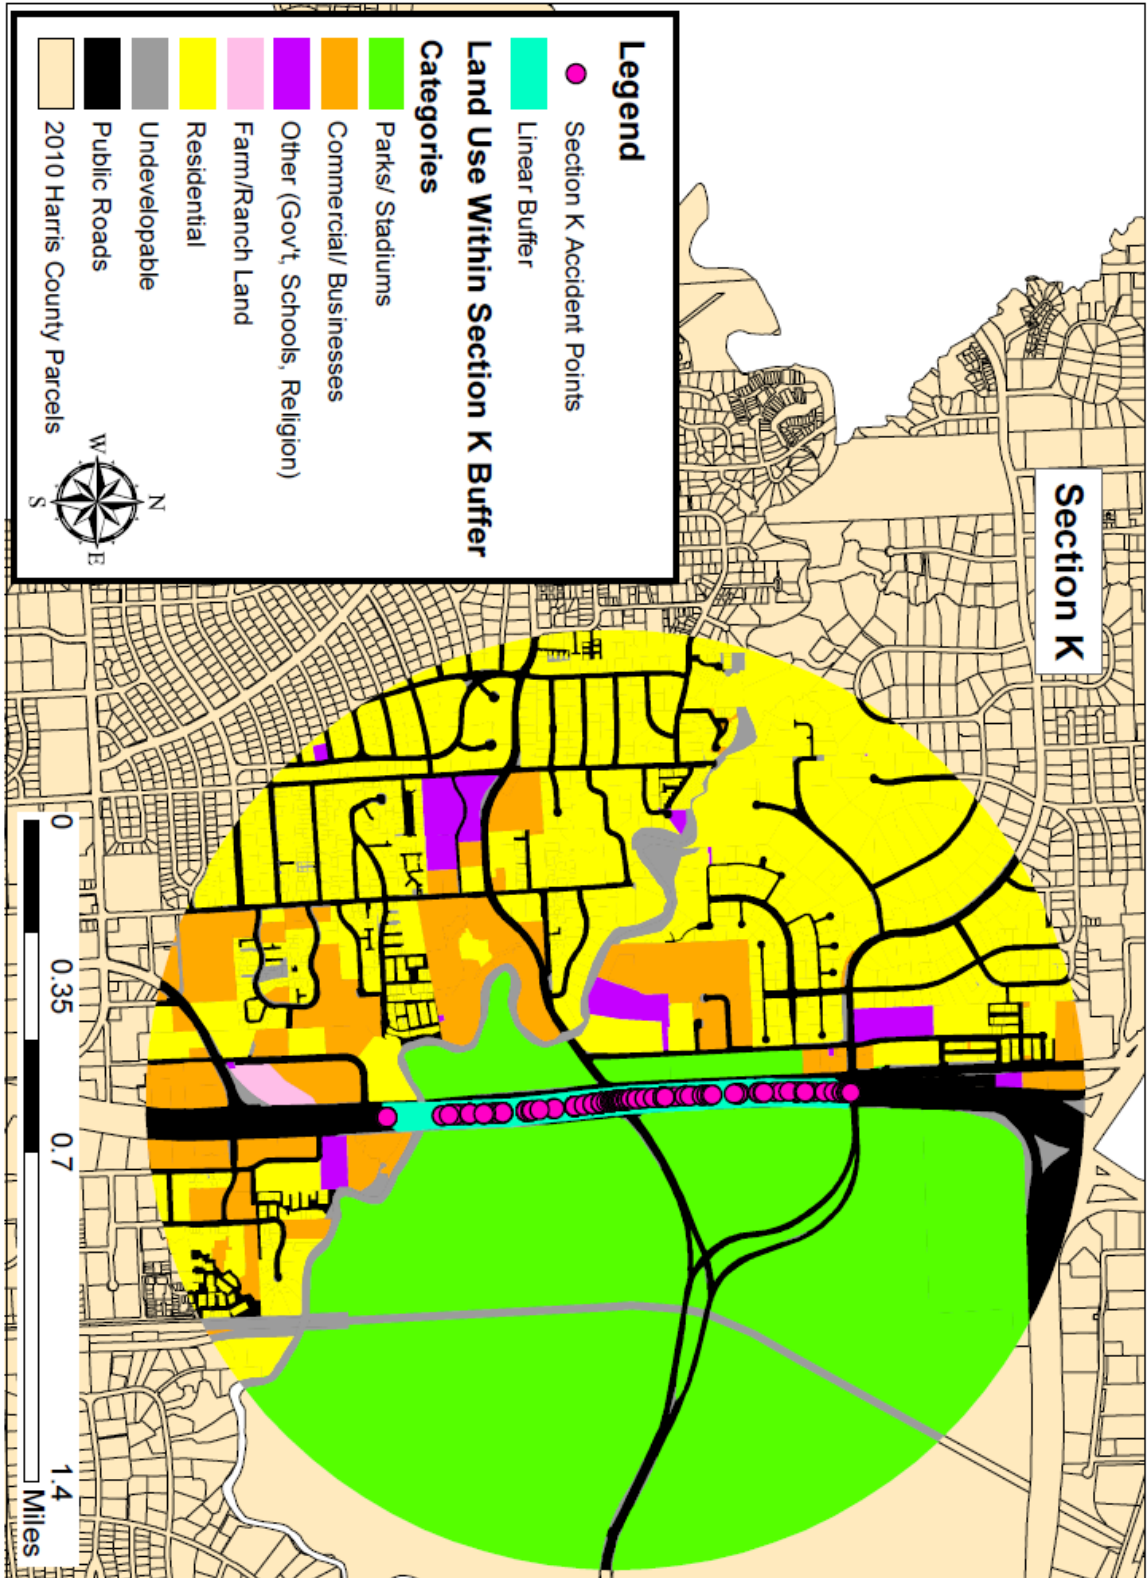 Section K
Legend
Section K Accident Points
Linear Buffer
Land Use Within Section K Buffer
Categories
Parks/ Stadiums
Commercial/ Businesses
Other (Gov't, Schools, Religion)
Farm/Ranch Land
Residential
Undevelopable
Public Roads
2010 Harris County Parcels
N
W
E
S
0 0.35 0.7 1.4
Miles